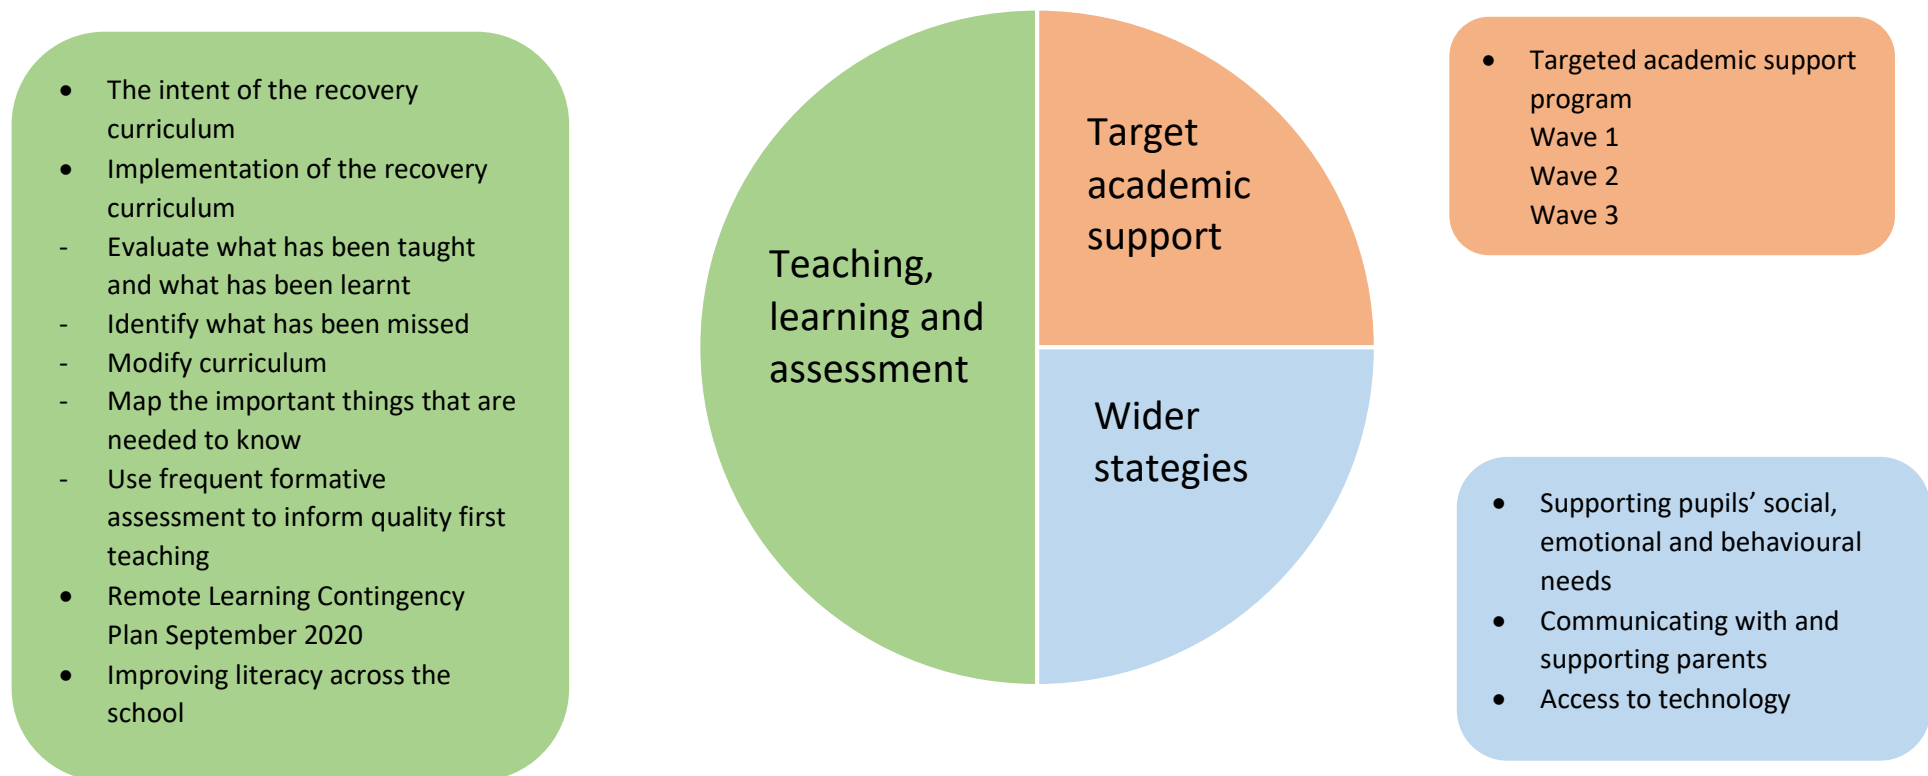 • The intent of the recovery
curriculum
• Implementation of the recovery
curriculum
- Evaluate what has been taught
and what has been learnt
- Identify what has been missed
- Modify curriculum
- Map the important things that are
needed to know
- Use frequent formative
assessment to inform quality first
teaching
• Remote Learning Contingency
Plan September 2020
• Improving literacy across the
school
Teaching,
learning and
assessment
Target
academic
support
Wider
stategies
• Targeted academic support
program
Wave 1
Wave 2
Wave 3
• Supporting pupils’ social,
emotional and behavioural
needs
• Communicating with and
supporting parents
• Access to technology